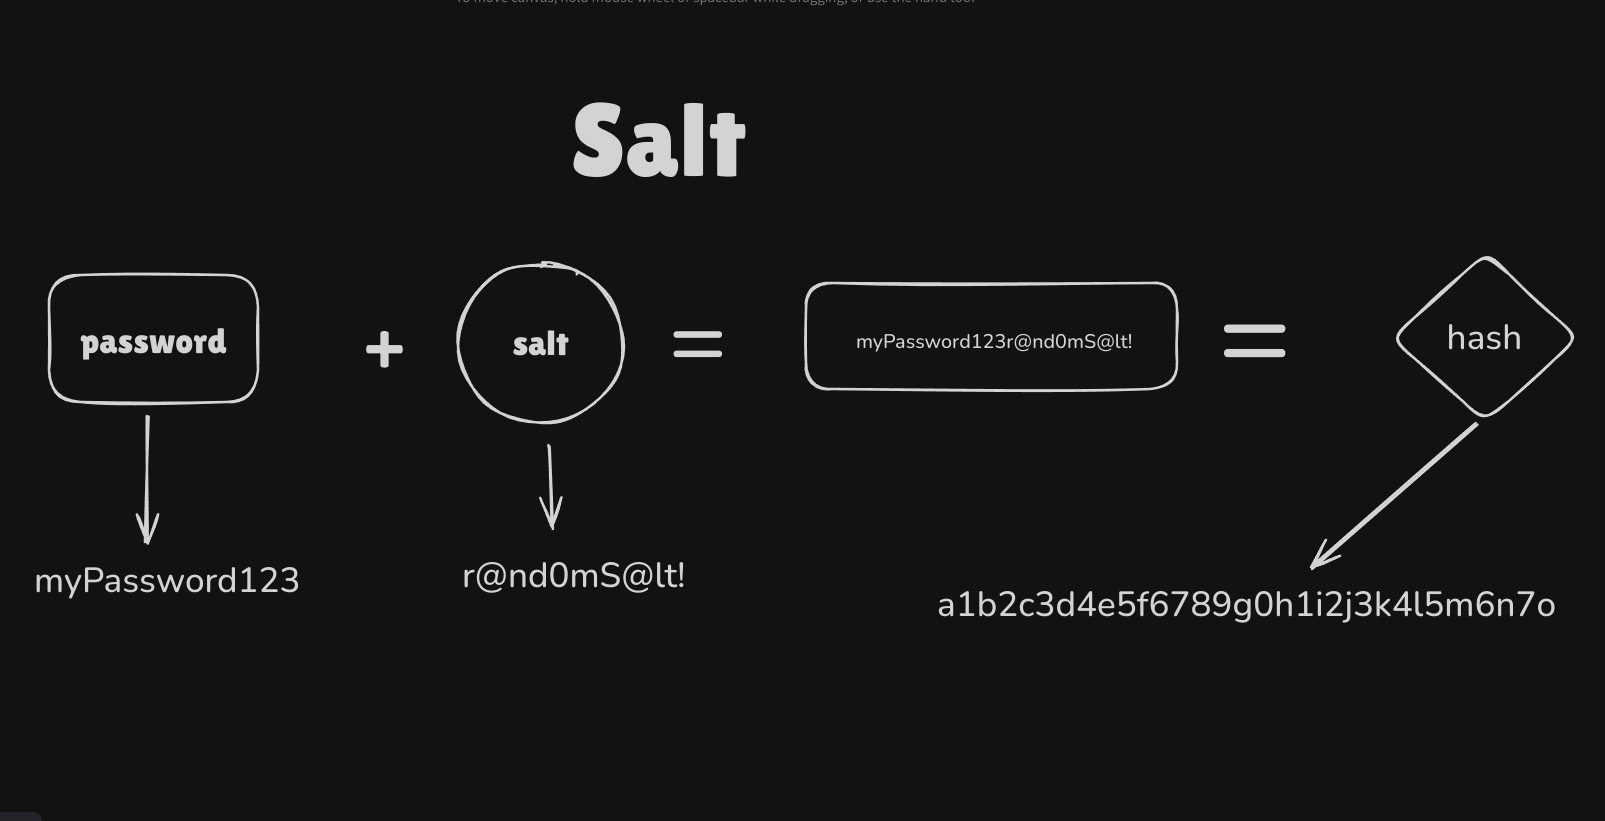 To move canvas, hold mouse wheel or spacebar while dragging, or use the hand tool
Salt
password
+
salt
=
myPassword123r@nd0mS@lt!
=
hash
myPassword123
r@nd0mS@lt!
a1b2c3d4e5f6789g0h1i2j3k4l5m6n7o